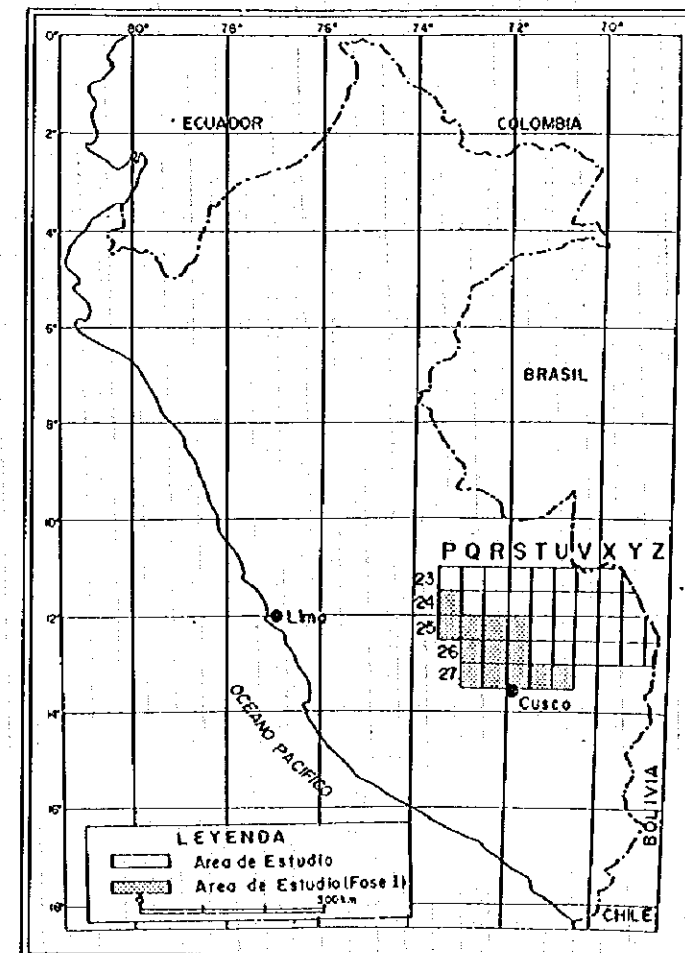 80° 78° 76° 74° 72° 70°
0°
ECUADOR COLOMBIA
2°
4°
6°
BRASIL
8°
10°
P Q R S T U V X Y Z
23
24
12° Lima 25
26
27
Cusco
OCEANO PACIFICO
14°
BOLIVIA
16°
LEYENDA
Area de Estudio
Area de Estudio (Fase I)
0 300 km
18° CHILE